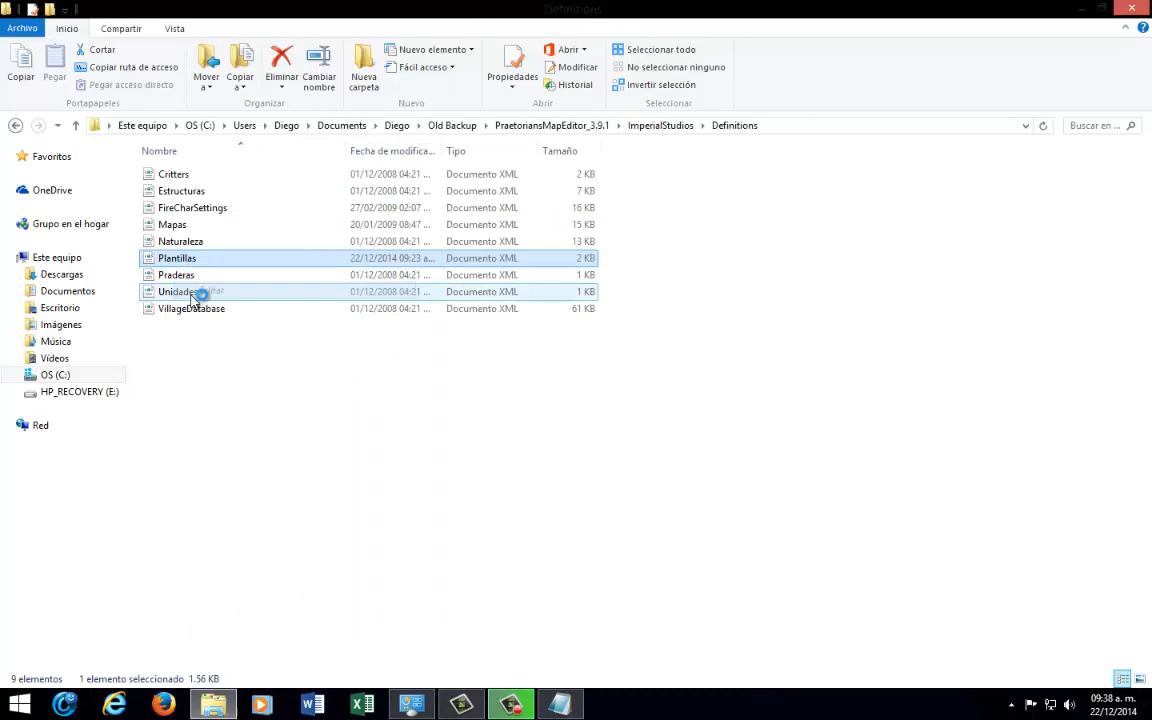 Definitions
Archivo Inicio Compartir Vista
Copiar
Pegar
Cortar
Copiar ruta de acceso
Pegar acceso directo
Portapapeles
Mover a
Copiar a
Eliminar
Cambiar nombre
Organizar
Nueva carpeta
Nuevo elemento
Fácil acceso
Nuevo
Propiedades
Abrir
Modificar
Historial
Abrir
Seleccionar todo
No seleccionar ninguno
Invertir selección
Seleccionar
Este equipo OS (C:) Users Diego Documents Diego Old Backup PraetoriansMapEditor_3.9.1 ImperialStudios Definitions Buscar en ...
Nombre Fecha de modifica... Tipo Tamaño
Favoritos
OneDrive
Grupo en el hogar
Este equipo
Descargas
Documentos
Escritorio
Imágenes
Música
Vídeos
OS (C:)
HP_RECOVERY (E:)
Red
Critters 01/12/2008 04:21 ... Documento XML 2 KB
Estructuras 01/12/2008 04:21 ... Documento XML 7 KB
FireCharSettings 27/02/2009 02:07 ... Documento XML 16 KB
Mapas 20/01/2009 08:47 ... Documento XML 15 KB
Naturaleza 01/12/2008 04:21 ... Documento XML 13 KB
Plantillas 22/12/2014 09:23 a... Documento XML 2 KB
Praderas 01/12/2008 04:21 ... Documento XML 1 KB
Unidades 01/12/2008 04:21 ... Documento XML 1 KB
VillageDatabase 01/12/2008 04:21 ... Documento XML 61 KB
9 elementos 1 elemento seleccionado 1.56 KB
09:38 a. m.
22/12/2014